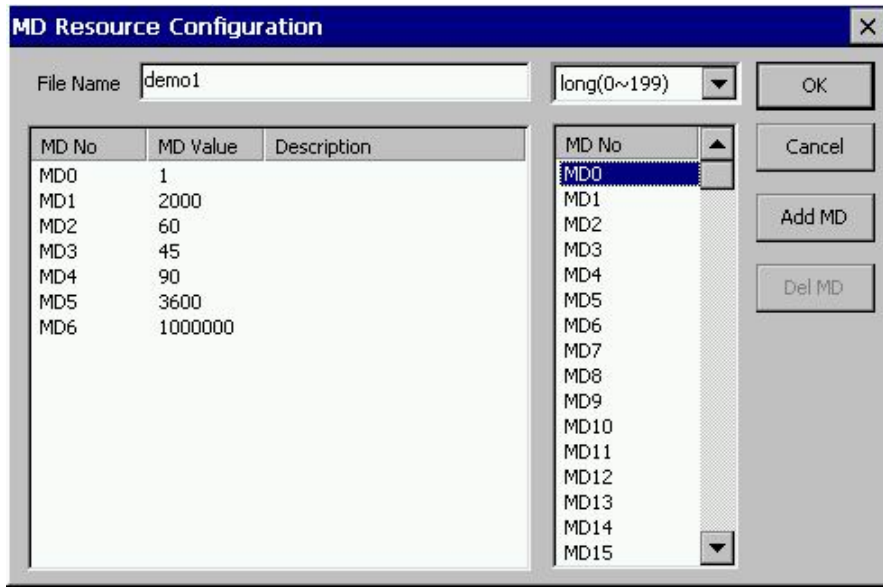 MD Resource Configuration
File Name demo1 long(0~199) OK
MD No MD Value Description
MD0 1
MD1 2000
MD2 60
MD3 45
MD4 90
MD5 3600
MD6 1000000
MD No
MD0
MD1
MD2
MD3
MD4
MD5
MD6
MD7
MD8
MD9
MD10
MD11
MD12
MD13
MD14
MD15
Cancel
Add MD
Del MD